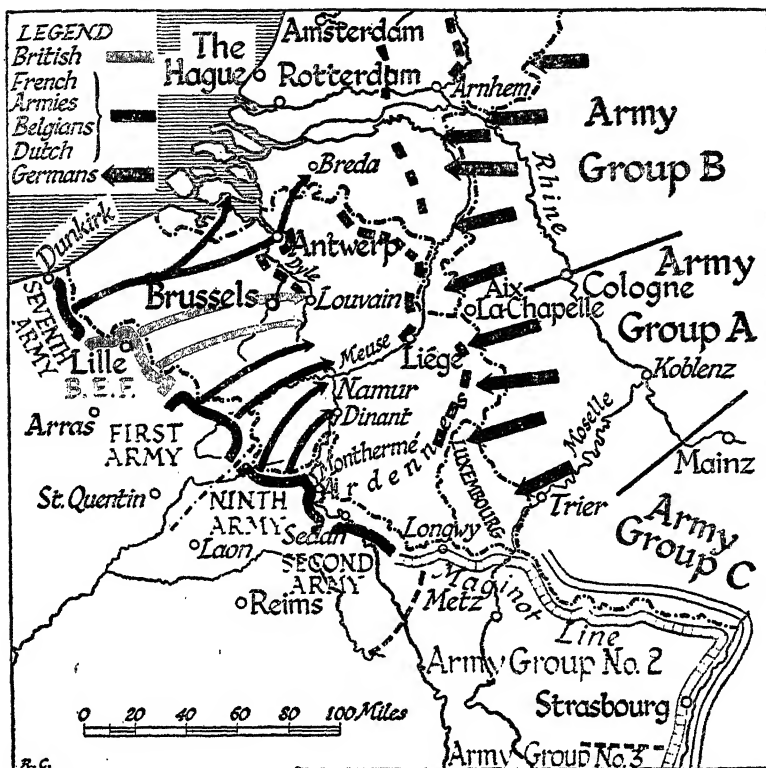 LEGEND
British
French
Armies
Belgians
Dutch
Germans
The
Hague
Amsterdam
Rotterdam
Arnhem
Army
Group B
Rhine
Breda
Dunkirk
Antwerp
Dyle
Brussels
Louvain
Aix
La Chapelle
Cologne
Army
Group A
SEVENTH
ARMY
Lille
B.E.F.
Meuse
Liége
Koblenz
Namur
Dinant
Arras
FIRST
ARMY
Monthermé
Ardennes
LUXEMBOURG
Moselle
Mainz
Trier
St. Quentin
NINTH
ARMY
Sedan
Laon
SECOND
ARMY
Longwy
Army
Group C
Reims
Metz
Maginot
Line
Army Group No. 2
Strasbourg
0 20 40 60 80 100 Miles
Army Group No. 3
R.C.